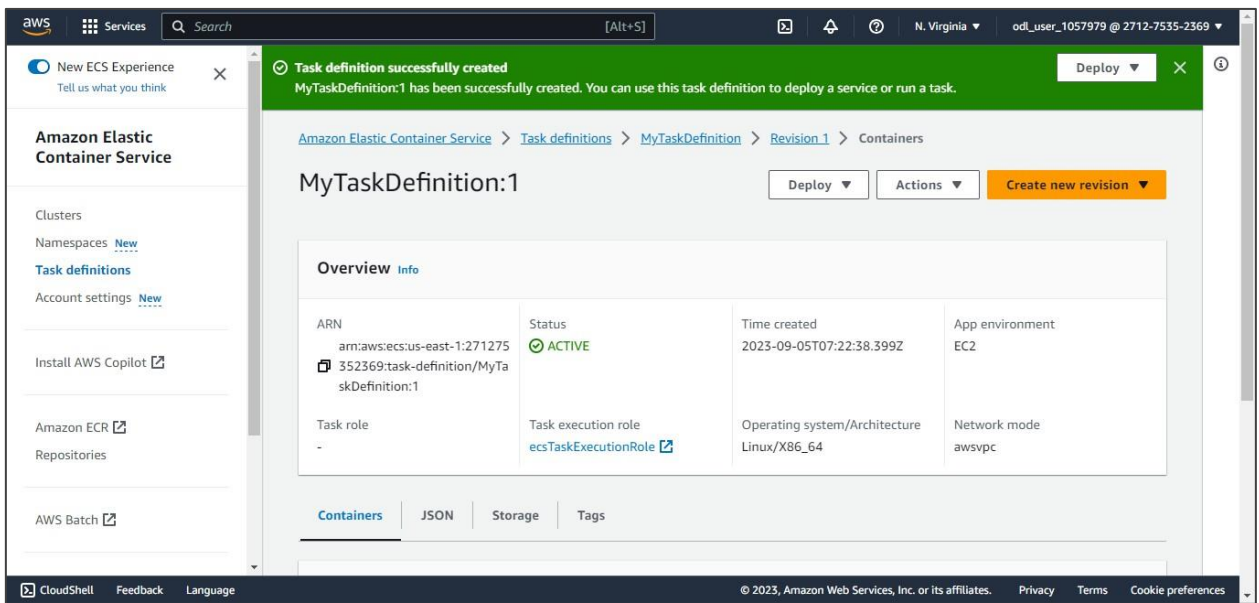 aws Services Search [Alt+S] N. Virginia ▼ odl_user_1057979 @ 2712-7535-2369 ▼
New ECS Experience
Tell us what you think
Amazon Elastic
Container Service
Clusters
Namespaces New
Task definitions
Account settings New
Install AWS Copilot
Amazon ECR
Repositories
AWS Batch
Task definition successfully created
MyTaskDefinition:1 has been successfully created. You can use this task definition to deploy a service or run a task.
Deploy ▼
Amazon Elastic Container Service > Task definitions > MyTaskDefinition > Revision 1 > Containers
MyTaskDefinition:1
Deploy ▼ Actions ▼ Create new revision ▼
Overview Info
ARN
arn:aws:ecs:us-east-1:271275
352369:task-definition/MyTa
skDefinition:1
Status
ACTIVE
Time created
2023-09-05T07:22:38.399Z
App environment
EC2
Task role
-
Task execution role
ecsTaskExecutionRole
Operating system/Architecture
Linux/X86_64
Network mode
awsvpc
Containers JSON Storage Tags
CloudShell Feedback Language © 2023, Amazon Web Services, Inc. or its affiliates. Privacy Terms Cookie preferences